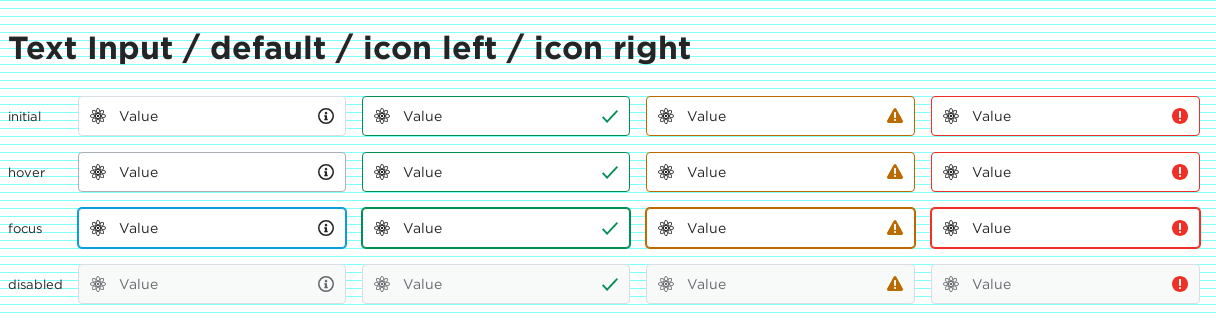 Text Input / default / icon left / icon right
initial Value Value Value Value
hover Value Value Value Value
focus Value Value Value Value
disabled Value Value Value Value